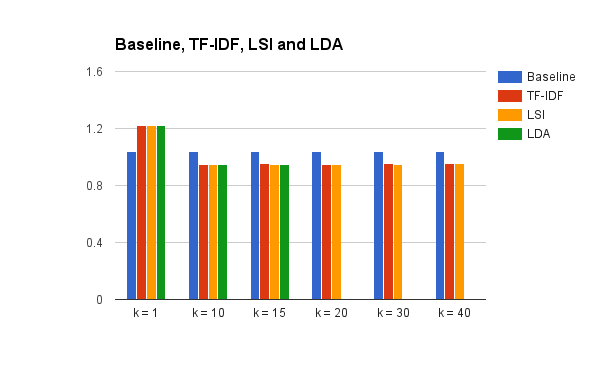 Baseline, TF-IDF, LSI and LDA
1.6
1.2
0.8
0.4
0
k = 1
k = 10
k = 15
k = 20
k = 30
k = 40
Baseline
TF-IDF
LSI
LDA